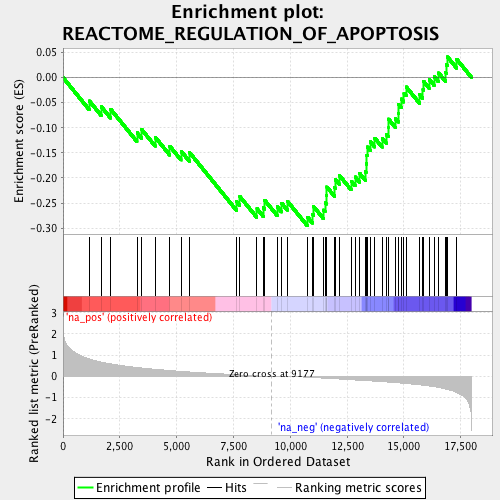 Enrichment plot:
REACTOME_REGULATION_OF_APOPTOSIS
Enrichment score (ES)
0.05
0.00
-0.05
-0.10
-0.15
-0.20
-0.25
-0.30
'na_pos' (positively correlated)
Ranked list metric (PreRanked)
3
2
1
0
-1
-2
Zero cross at 9177
'na_neg' (negatively correlated)
0
2,500
5,000
7,500
10,000
12,500
15,000
17,500
Rank in Ordered Dataset
Enrichment profile
Hits
Ranking metric scores